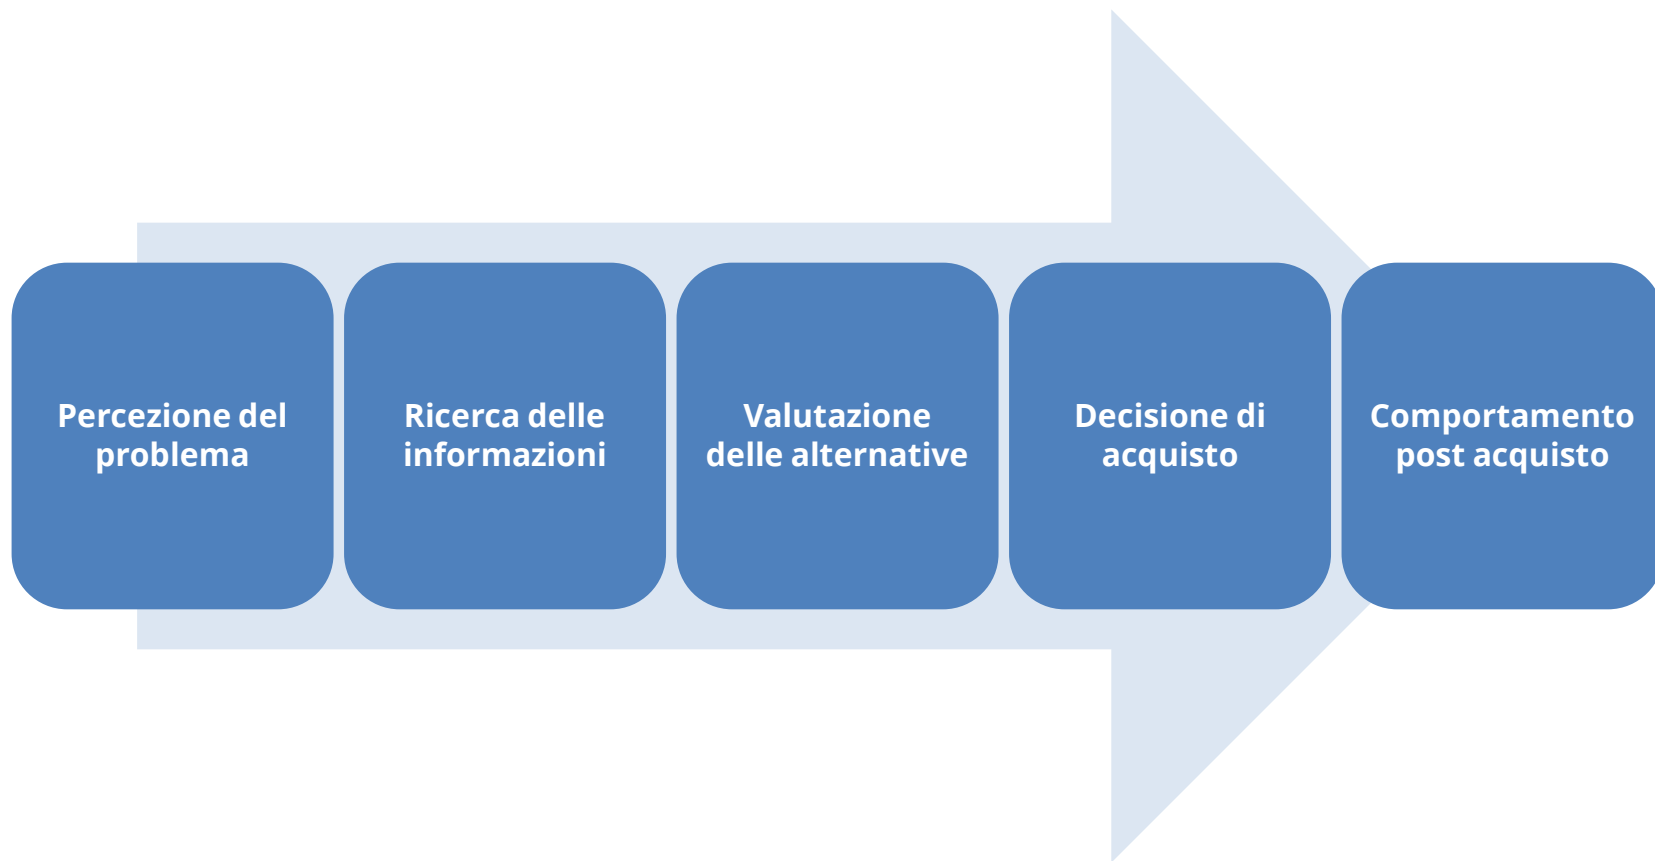 Percezione del
problema
Ricerca delle
informazioni
Valutazione
delle alternative
Decisione di
acquisto
Comportamento
post acquisto